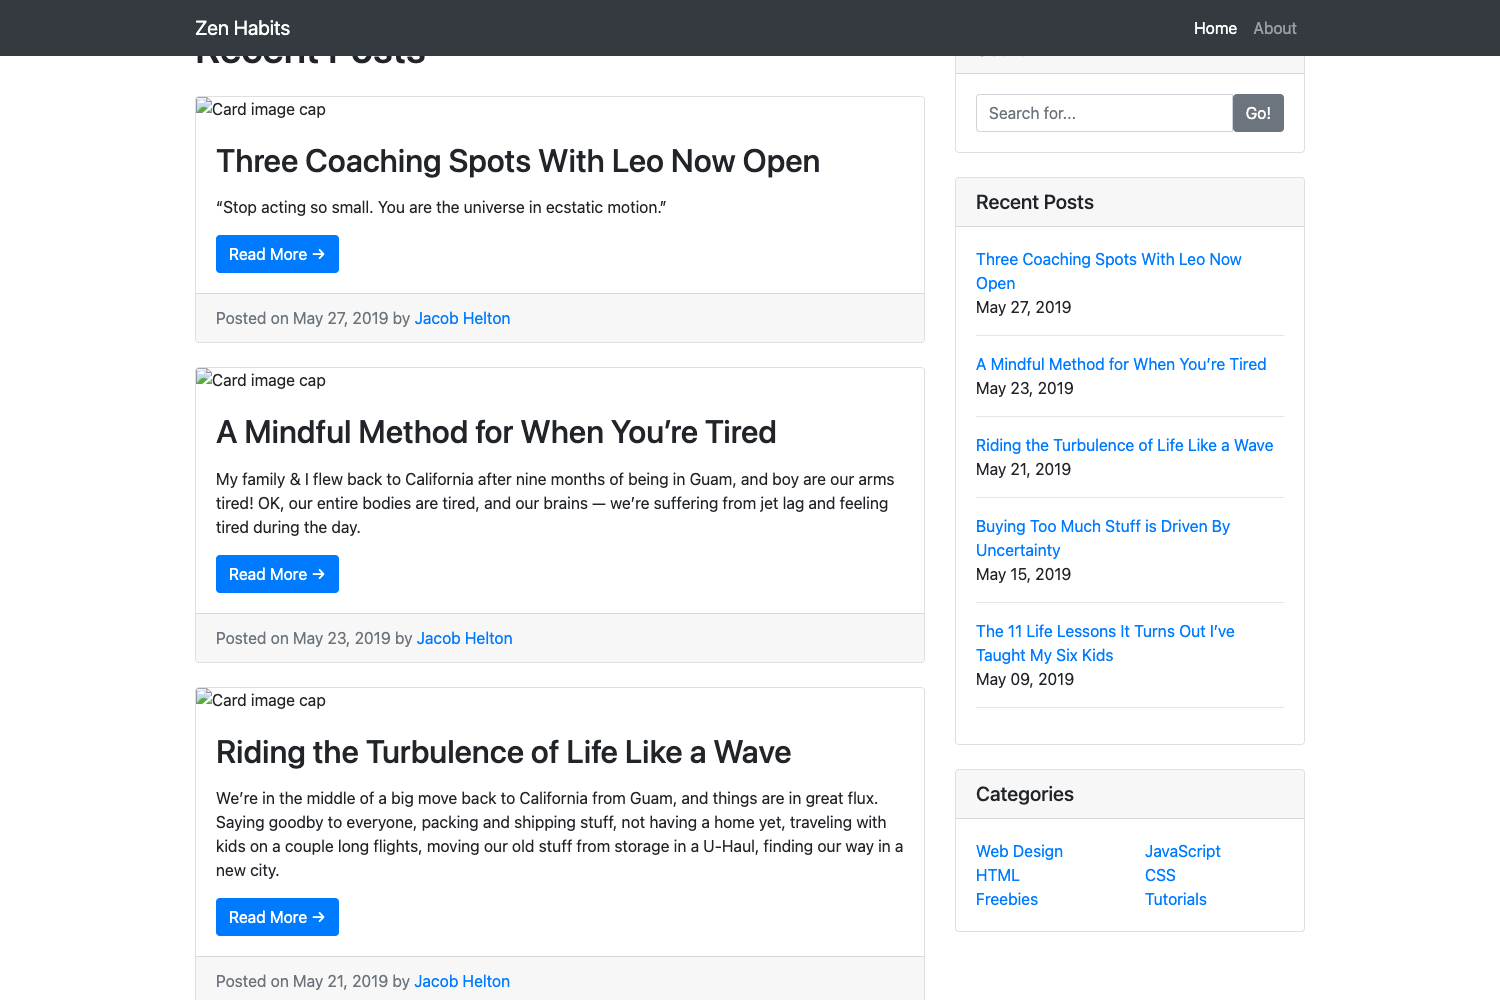 Zen Habits
Home About
Recent Posts
Card image cap
Three Coaching Spots With Leo Now Open
“Stop acting so small. You are the universe in ecstatic motion.”
Read More →
Posted on May 27, 2019 by Jacob Helton
Card image cap
A Mindful Method for When You’re Tired
My family & I flew back to California after nine months of being in Guam, and boy are our arms
tired! OK, our entire bodies are tired, and our brains — we’re suffering from jet lag and feeling
tired during the day.
Read More →
Posted on May 23, 2019 by Jacob Helton
Card image cap
Riding the Turbulence of Life Like a Wave
We’re in the middle of a big move back to California from Guam, and things are in great flux.
Saying goodby to everyone, packing and shipping stuff, not having a home yet, traveling with
kids on a couple long flights, moving our old stuff from storage in a U-Haul, finding our way in a
new city.
Read More →
Posted on May 21, 2019 by Jacob Helton
Search for...
Go!
Recent Posts
Three Coaching Spots With Leo Now
Open
May 27, 2019
A Mindful Method for When You’re Tired
May 23, 2019
Riding the Turbulence of Life Like a Wave
May 21, 2019
Buying Too Much Stuff is Driven By
Uncertainty
May 15, 2019
The 11 Life Lessons It Turns Out I’ve
Taught My Six Kids
May 09, 2019
Categories
Web Design
HTML
Freebies
JavaScript
CSS
Tutorials